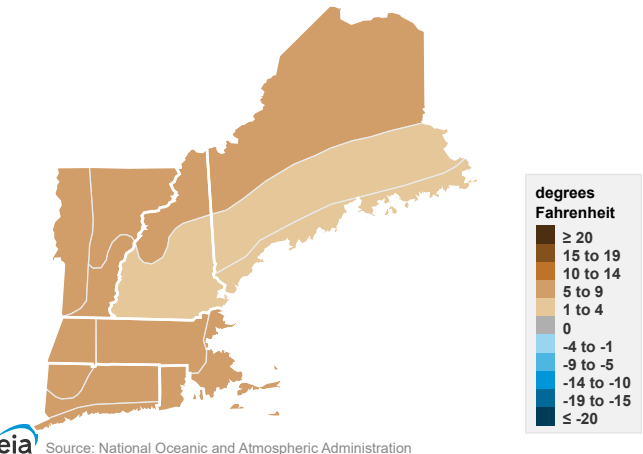 degrees
Fahrenheit
≥ 20
15 to 19
10 to 14
5 to 9
1 to 4
0
-4 to -1
-9 to -5
-14 to -10
-19 to -15
≤ -20
eia Source: National Oceanic and Atmospheric Administration